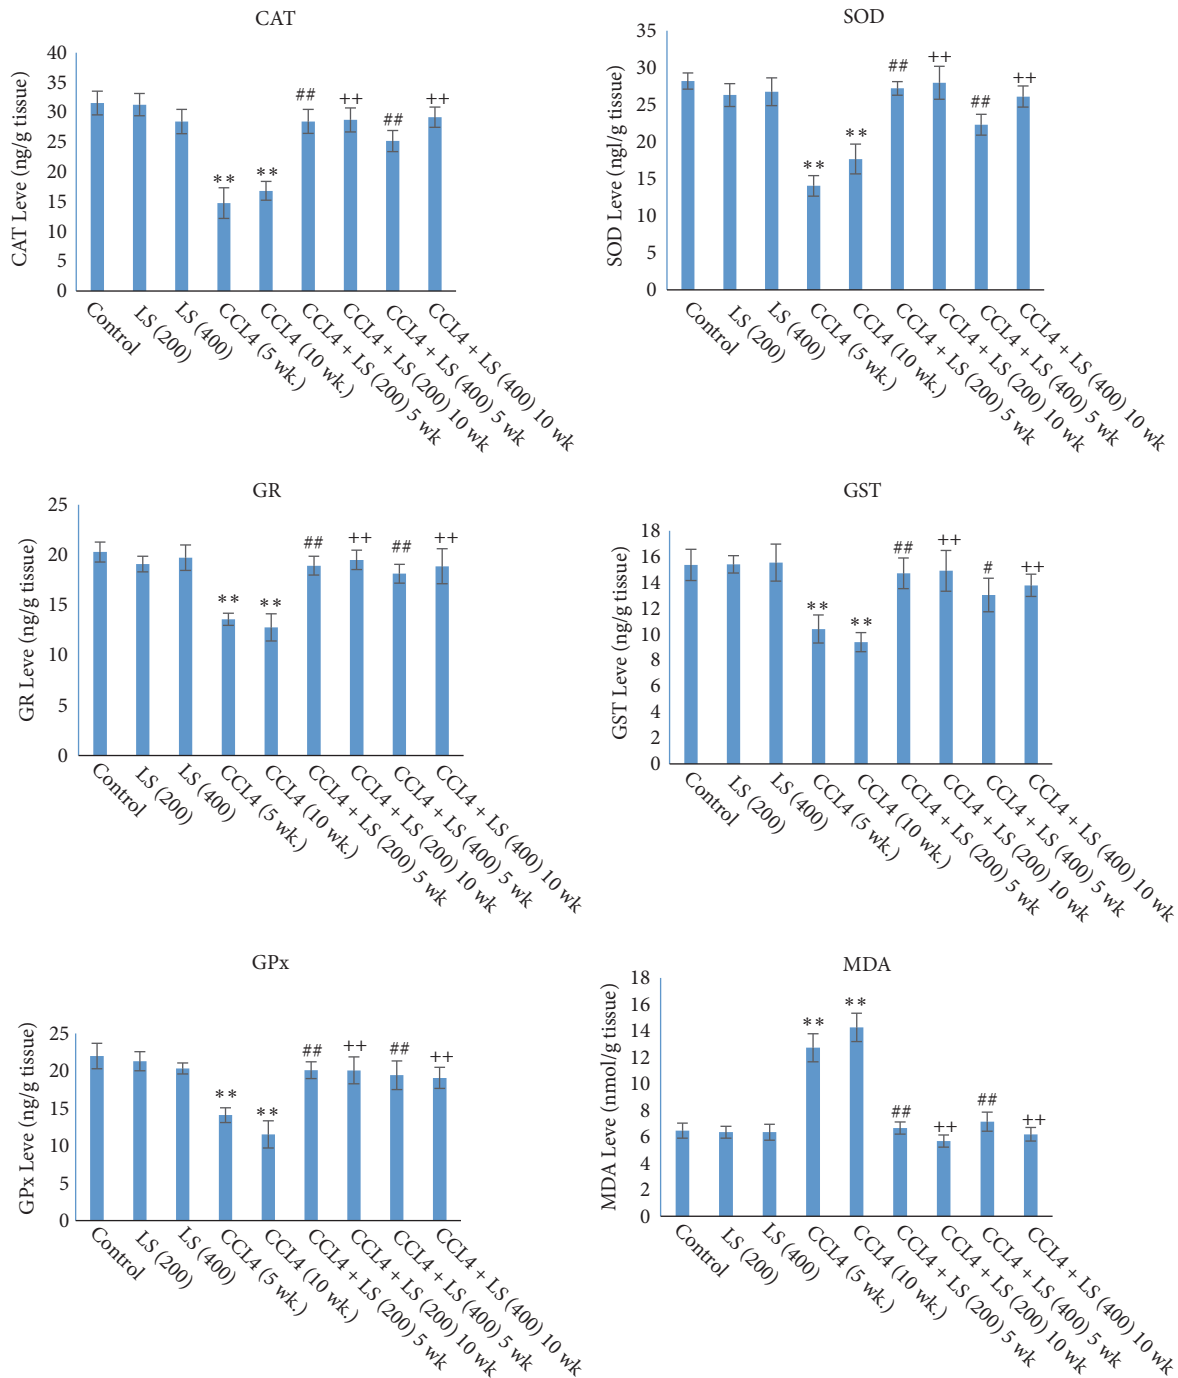 CAT
CAT Leve (ng/g tissue)
40
35
30
25
20
15
10
5
0
** ** ## ++ ## ++
Control
LS (200)
LS (400)
CCL4 (5 wk.)
CCL4 (10 wk.)
CCL4 + LS (200) 5 wk
CCL4 + LS (200) 10 wk
CCL4 + LS (400) 5 wk
CCL4 + LS (400) 10 wk
SOD
SOD Leve (ngl/g tissue)
35
30
25
20
15
10
5
0
** ** ## ++ ## ++
Control
LS (200)
LS (400)
CCL4 (5 wk.)
CCL4 (10 wk.)
CCL4 + LS (200) 5 wk
CCL4 + LS (200) 10 wk
CCL4 + LS (400) 5 wk
CCL4 + LS (400) 10 wk
GR
GR Leve (ng/g tissue)
25
20
15
10
5
0
** ** ## ++ ## ++
Control
LS (200)
LS (400)
CCL4 (5 wk.)
CCL4 (10 wk.)
CCL4 + LS (200) 5 wk
CCL4 + LS (200) 10 wk
CCL4 + LS (400) 5 wk
CCL4 + LS (400) 10 wk
GST
GST Leve (ng/g tissue)
18
16
14
12
10
8
6
4
2
0
** ** ## ++ # ++
Control
LS (200)
LS (400)
CCL4 (5 wk.)
CCL4 (10 wk.)
CCL4 + LS (200) 5 wk
CCL4 + LS (200) 10 wk
CCL4 + LS (400) 5 wk
CCL4 + LS (400) 10 wk
GPx
GPx Leve (ng/g tissue)
25
20
15
10
5
0
** ** ## ++ ## ++
Control
LS (200)
LS (400)
CCL4 (5 wk.)
CCL4 (10 wk.)
CCL4 + LS (200) 5 wk
CCL4 + LS (200) 10 wk
CCL4 + LS (400) 5 wk
CCL4 + LS (400) 10 wk
MDA
MDA Leve (nmol/g tissue)
18
16
14
12
10
8
6
4
2
0
** ** ## ++ ## ++
Control
LS (200)
LS (400)
CCL4 (5 wk.)
CCL4 (10 wk.)
CCL4 + LS (200) 5 wk
CCL4 + LS (200) 10 wk
CCL4 + LS (400) 5 wk
CCL4 + LS (400) 10 wk